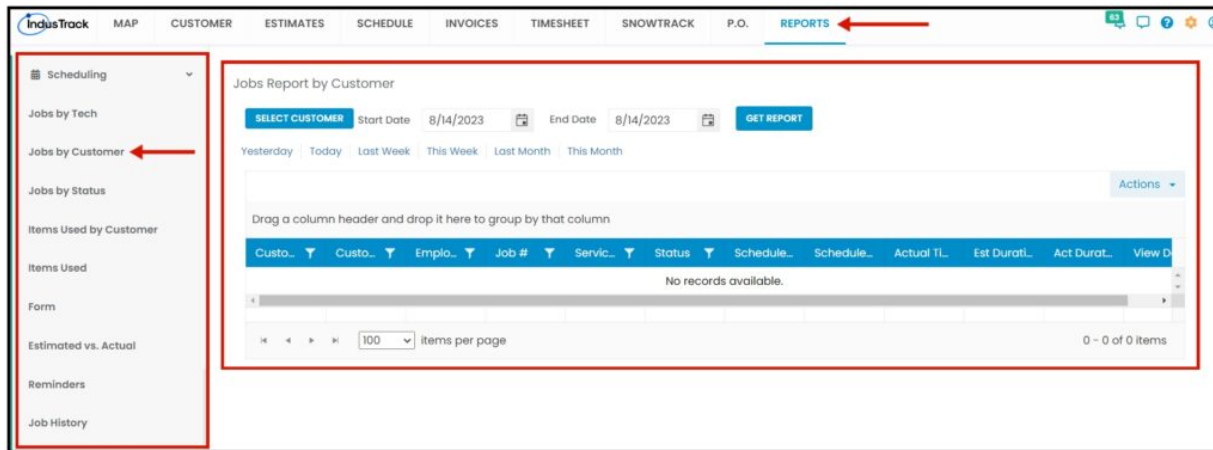 IndusTrack MAP CUSTOMER ESTIMATES SCHEDULE INVOICES TIMESHEET SNOWTRACK P.O. REPORTS 63
Scheduling
Jobs by Tech
Jobs by Customer
Jobs by Status
Items Used by Customer
Items Used
Form
Estimated vs. Actual
Reminders
Job History
Jobs Report by Customer
SELECT CUSTOMER Start Date 8/14/2023 End Date 8/14/2023 GET REPORT
Yesterday Today Last Week This Week Last Month This Month
Actions
Drag a column header and drop it here to group by that column
Custo... Custo... Emplo... Job # Servic... Status Schedule... Schedule... Actual Ti... Est Durati... Act Durat... View D
No records available.
100 items per page 0 - 0 of 0 items